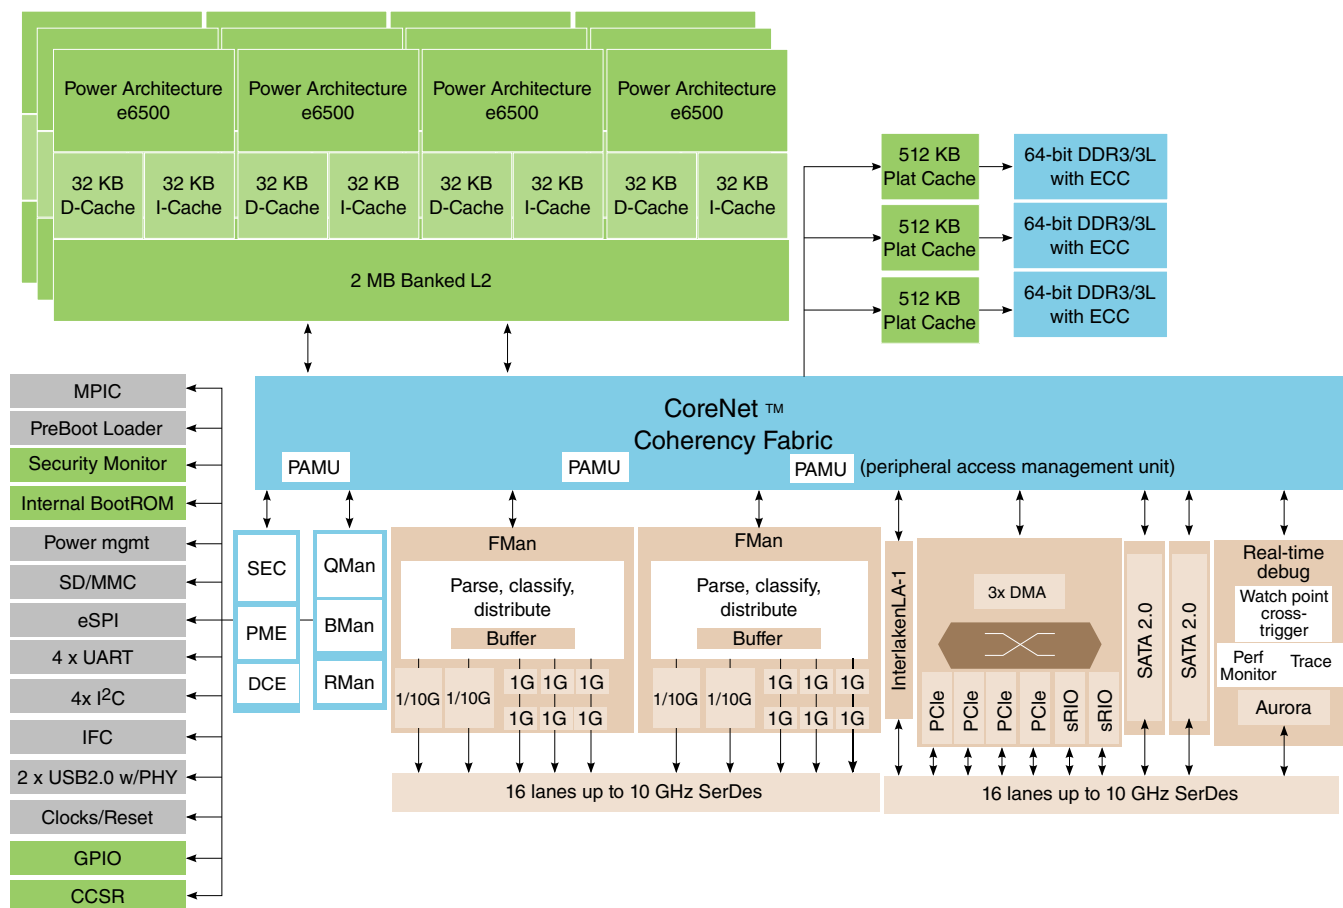 Power Architecture
e6500
Power Architecture
e6500
Power Architecture
e6500
Power Architecture
e6500
32 KB
D-Cache
32 KB
I-Cache
32 KB
D-Cache
32 KB
I-Cache
32 KB
D-Cache
32 KB
I-Cache
32 KB
D-Cache
32 KB
I-Cache
2 MB Banked L2
512 KB
Plat Cache
64-bit DDR3/3L
with ECC
512 KB
Plat Cache
64-bit DDR3/3L
with ECC
512 KB
Plat Cache
64-bit DDR3/3L
with ECC
MPIC
PreBoot Loader
Security Monitor
Internal BootROM
Power mgmt
SD/MMC
eSPI
4 x UART
4x I²C
IFC
2 x USB2.0 w/PHY
Clocks/Reset
GPIO
CCSR
CoreNet TM
Coherency Fabric
PAMU
PAMU
PAMU
(peripheral access management unit)
SEC
PME
DCE
QMan
BMan
RMan
FMan
Parse, classify,
distribute
Buffer
1/10G
1/10G
1G
1G
1G
1G
1G
1G
FMan
Parse, classify,
distribute
Buffer
1/10G
1/10G
1G
1G
1G
1G
1G
1G
16 lanes up to 10 GHz SerDes
InterlakenLA-1
3x DMA
PCIe
PCIe
PCIe
PCIe
sRIO
sRIO
SATA 2.0
SATA 2.0
Real-time
debug
Watch point
cross-
trigger
Perf
Monitor
Trace
Aurora
16 lanes up to 10 GHz SerDes